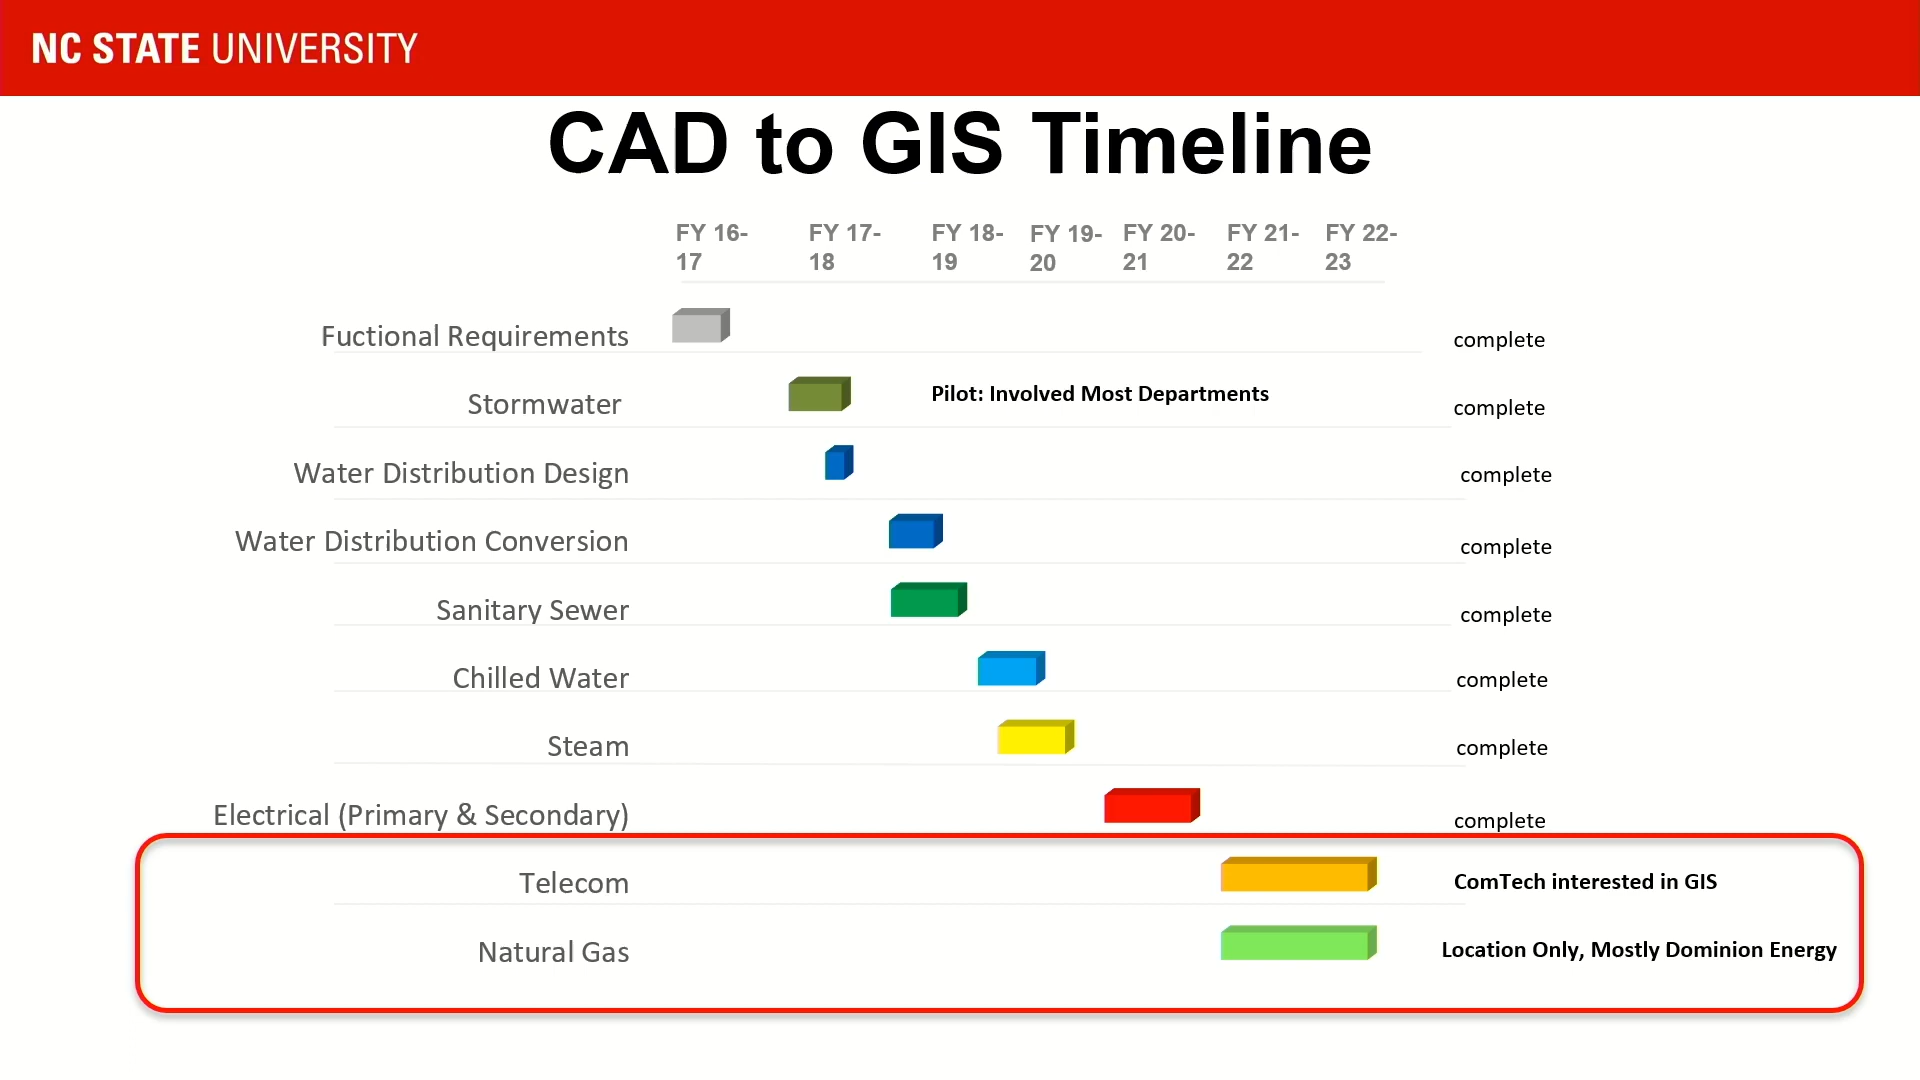 NC STATE UNIVERSITY
CAD to GIS Timeline
FY 16-
17
FY 17-
18
FY 18-
19
FY 19-
20
FY 20-
21
FY 21-
22
FY 22-
23
Fuctional Requirements
complete
Stormwater
Pilot: Involved Most Departments
complete
Water Distribution Design
complete
Water Distribution Conversion
complete
Sanitary Sewer
complete
Chilled Water
complete
Steam
complete
Electrical (Primary & Secondary)
complete
Telecom
ComTech interested in GIS
Natural Gas
Location Only, Mostly Dominion Energy